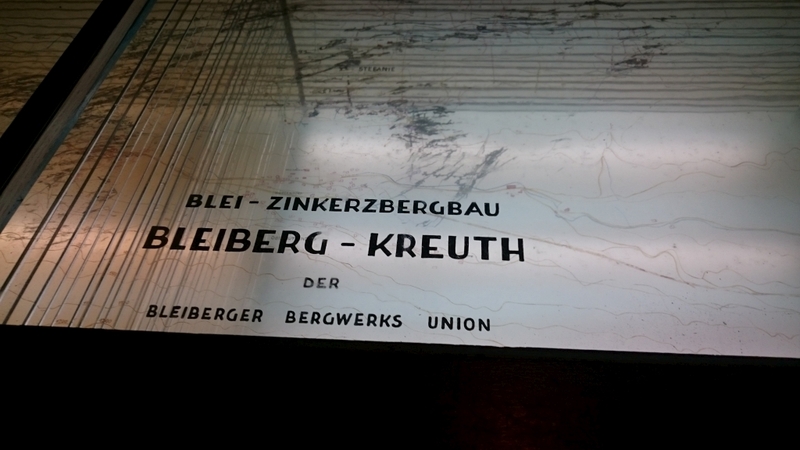 BLEI - ZINKERZBERGBAU
BLEIBERG - KREUTH
DER
BLEIBERGER BERGWERKS UNION